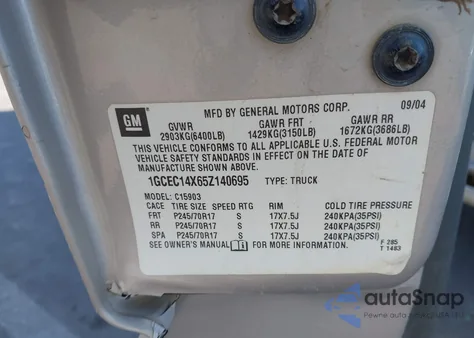 GM
MFD BY GENERAL MOTORS CORP. 09/04
GVWR GAWR FRT GAWR RR
2903KG(6400LB) 1429KG(3150LB) 1672KG(3686LB)
THIS VEHICLE CONFORMS TO ALL APPLICABLE U.S. FEDERAL MOTOR
VEHICLE SAFETY STANDARDS IN EFFECT ON THE DATE OF
MANUFACTURE SHOWN ABOVE.
1GCEC14X65Z140695 TYPE: TRUCK
MODEL: C15903
CACE TIRE SIZE SPEED RTG RIM COLD TIRE PRESSURE
FRT P245/70R17 S 17X7.5J 240KPA(35PSI)
RR P245/70R17 S 17X7.5J 240KPA(35PSI)
SPA P245/70R17 S 17X7.5J 240KPA(35PSI)
SEE OWNER'S MANUAL FOR MORE INFORMATION.
F 285
T 1483
autaSnap
Pewne auto z